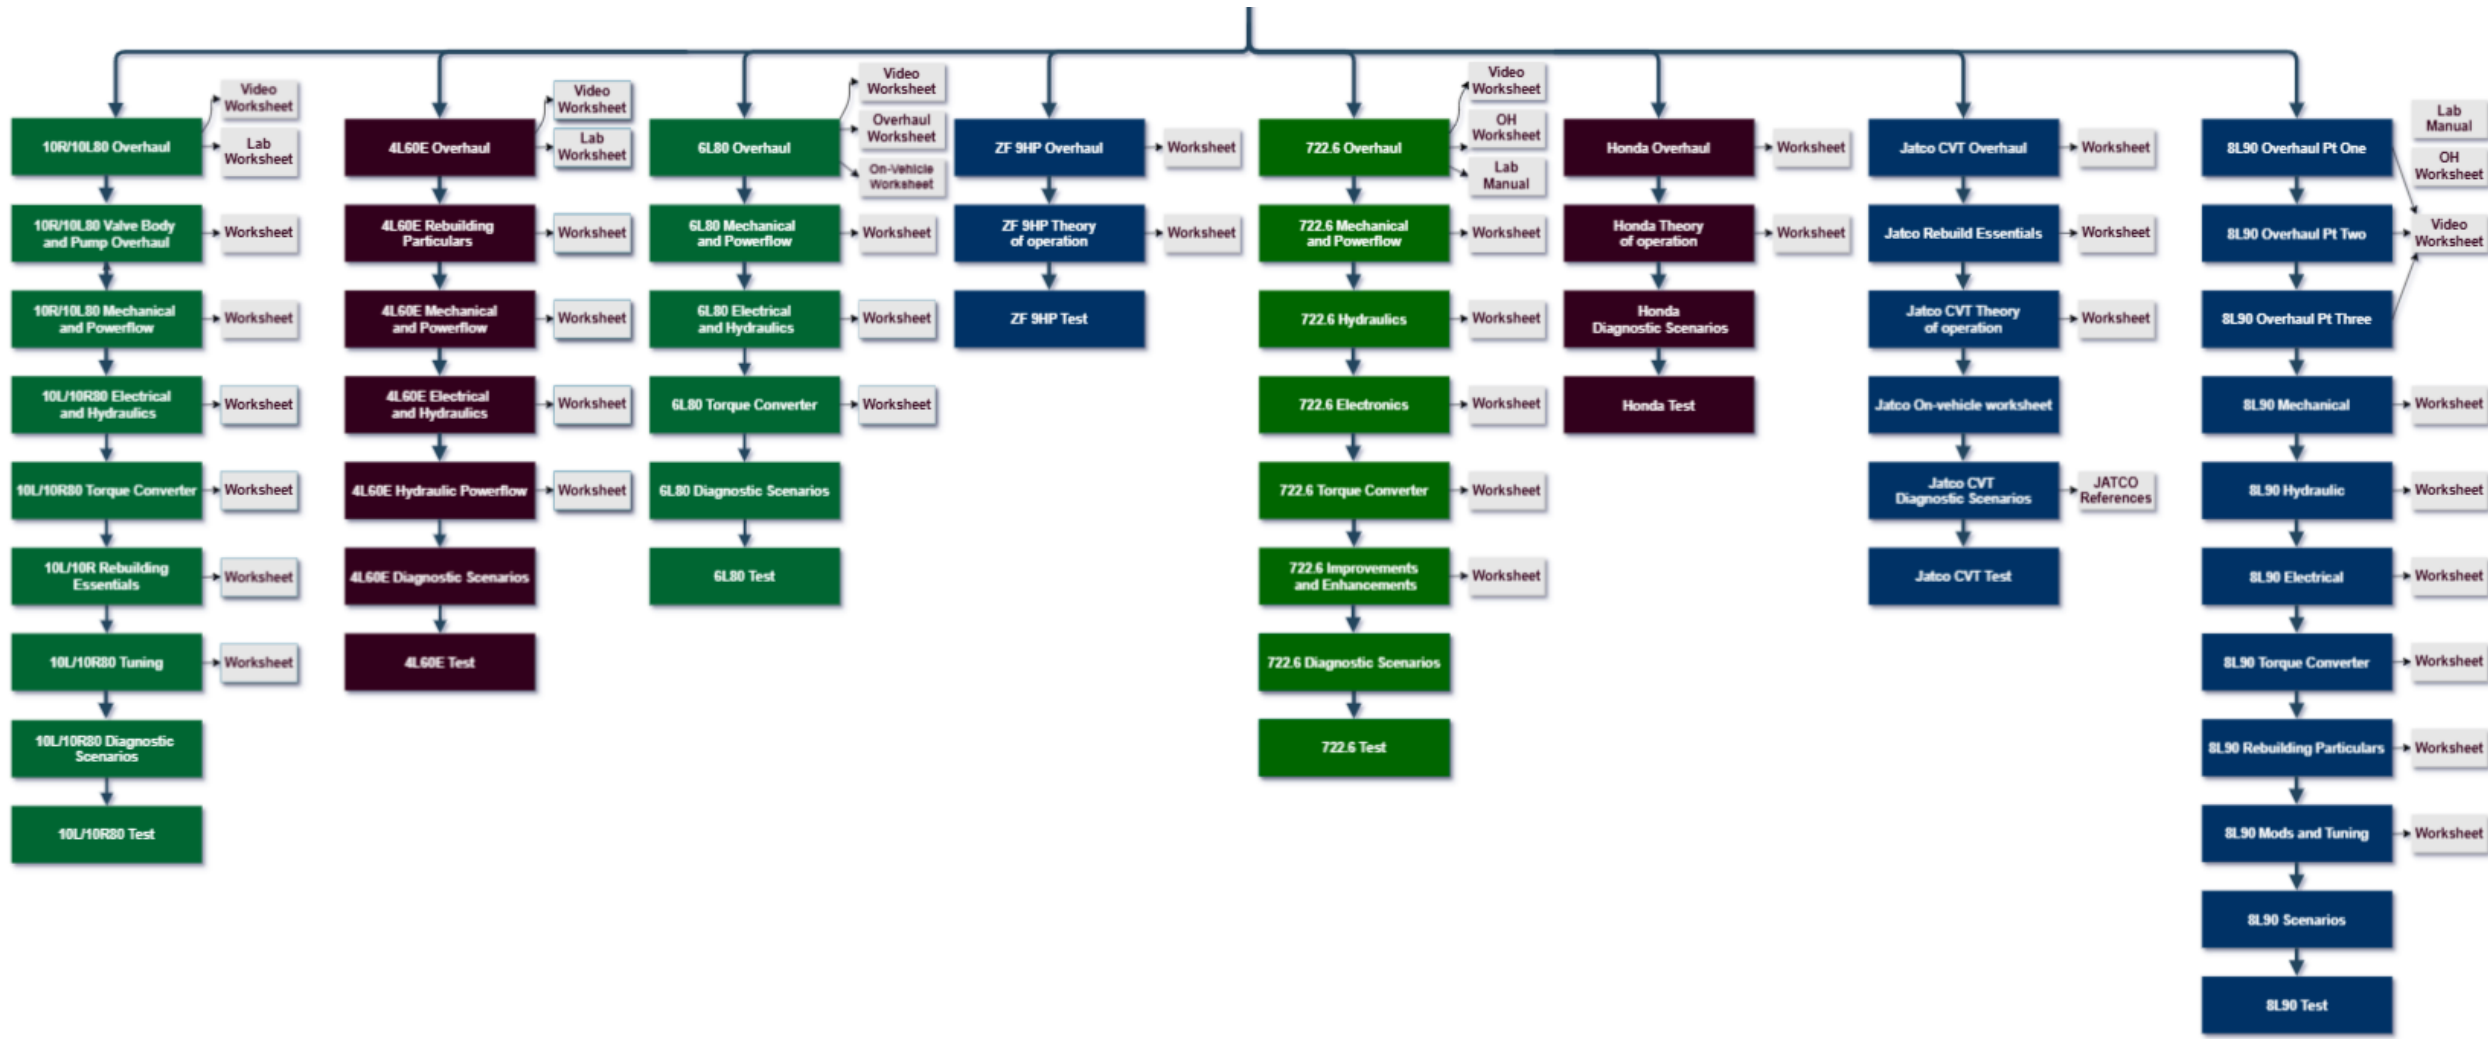 10R/10L80 Overhaul
Video
Worksheet
Lab
Worksheet
10R/10L80 Valve Body
and Pump Overhaul
Worksheet
10R/10L80 Mechanical
and Powerflow
Worksheet
10L/10R80 Electrical
and Hydraulics
Worksheet
10L/10R80 Torque Converter
Worksheet
10L/10R Rebuilding
Essentials
Worksheet
10L/10R80 Tuning
Worksheet
10L/10R80 Diagnostic
Scenarios
10L/10R80 Test
4L60E Overhaul
Video
Worksheet
Lab
Worksheet
4L60E Rebuilding
Particulars
Worksheet
4L60E Mechanical
and Powerflow
Worksheet
4L60E Electrical
and Hydraulics
Worksheet
4L60E Hydraulic Powerflow
Worksheet
4L60E Diagnostic Scenarios
4L60E Test
6L80 Overhaul
Video
Worksheet
Overhaul
Worksheet
On-Vehicle
Worksheet
6L80 Mechanical
and Powerflow
Worksheet
6L80 Electrical
and Hydraulics
Worksheet
6L80 Torque Converter
Worksheet
6L80 Diagnostic Scenarios
6L80 Test
ZF 9HP Overhaul
Worksheet
ZF 9HP Theory
of operation
Worksheet
ZF 9HP Test
722.6 Overhaul
Video
Worksheet
OH
Worksheet
Lab
Manual
722.6 Mechanical
and Powerflow
Worksheet
722.6 Hydraulics
Worksheet
722.6 Electronics
Worksheet
722.6 Torque Converter
Worksheet
722.6 Improvements
and Enhancements
Worksheet
722.6 Diagnostic Scenarios
722.6 Test
Honda Overhaul
Worksheet
Honda Theory
of operation
Worksheet
Honda
Diagnostic Scenarios
Honda Test
Jatco CVT Overhaul
Worksheet
Jatco Rebuild Essentials
Worksheet
Jatco CVT Theory
of operation
Worksheet
Jatco On-vehicle worksheet
Jatco CVT
Diagnostic Scenarios
JATCO
References
Jatco CVT Test
8L90 Overhaul Pt One
Lab
Manual
OH
Worksheet
8L90 Overhaul Pt Two
Video
Worksheet
8L90 Overhaul Pt Three
8L90 Mechanical
Worksheet
8L90 Hydraulic
Worksheet
8L90 Electrical
Worksheet
8L90 Torque Converter
Worksheet
8L90 Rebuilding Particulars
Worksheet
8L90 Mods and Tuning
Worksheet
8L90 Scenarios
8L90 Test